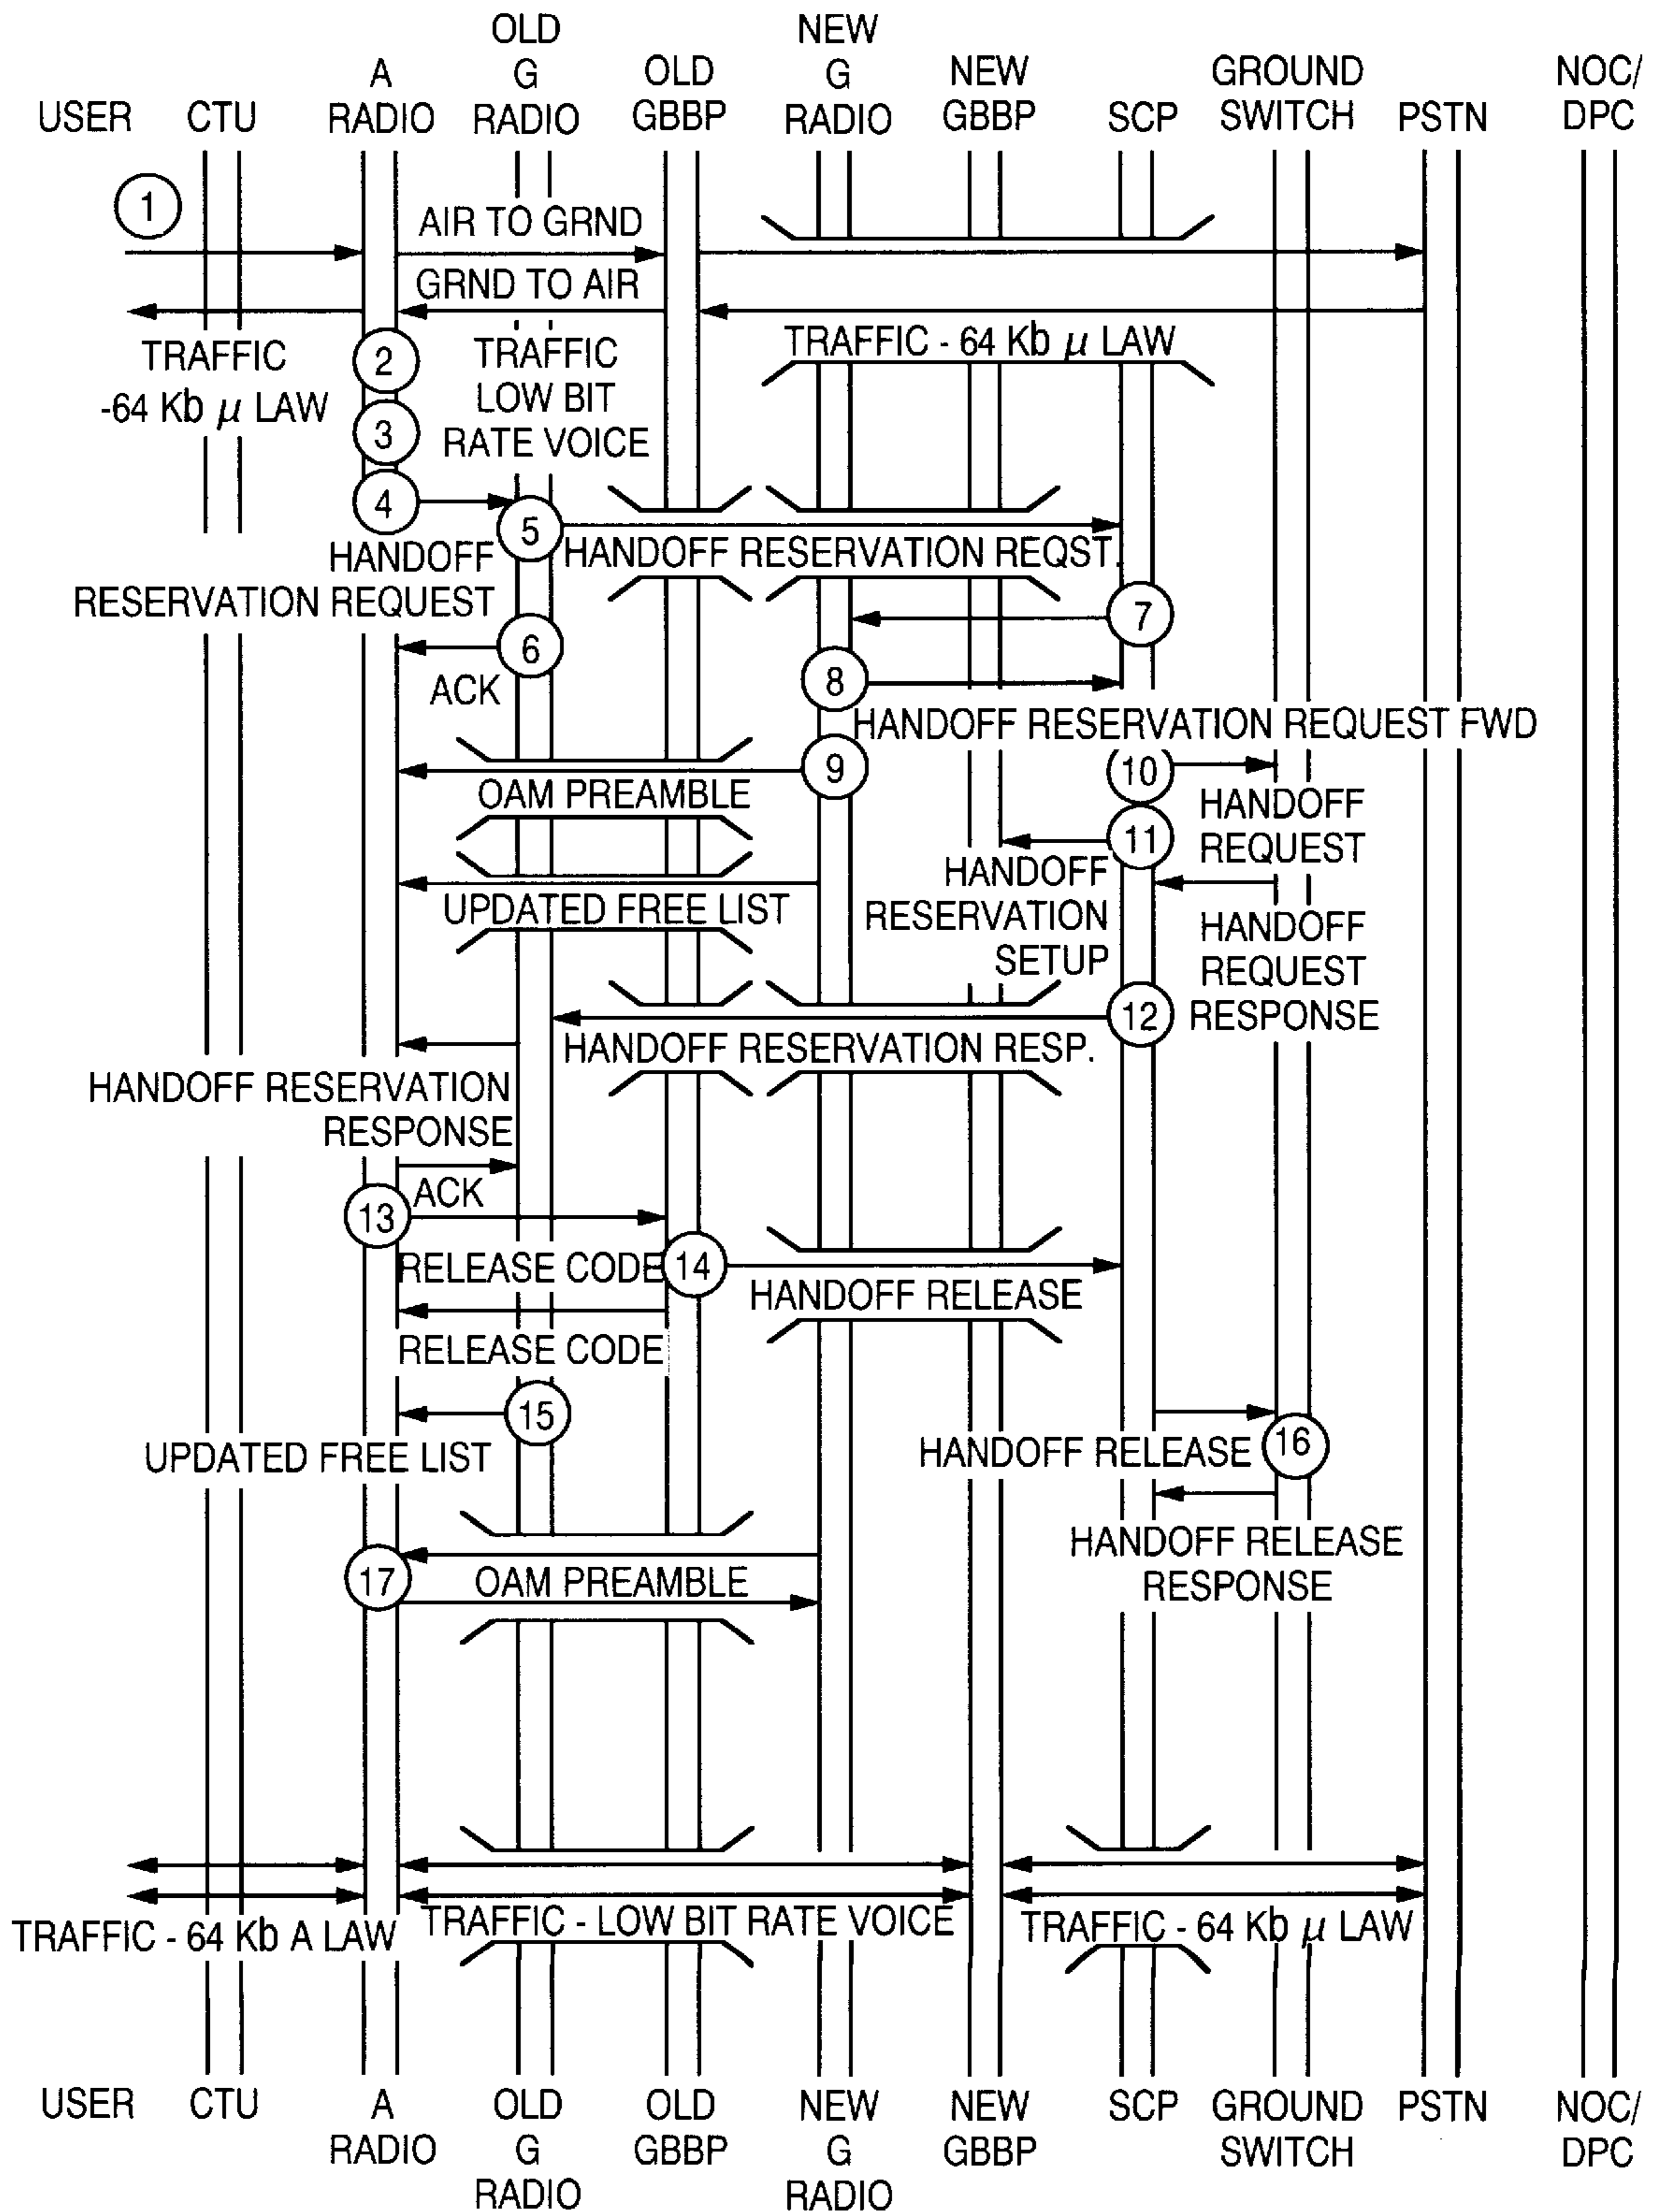 USER
CTU
A
RADIO
OLD
G
RADIO
OLD
GBBP
NEW
G
RADIO
NEW
GBBP
SCP
GROUND
SWITCH
PSTN
NOC/
DPC
1
AIR TO GRND
GRND TO AIR
TRAFFIC
-64 Kb μ LAW
2
3
4
TRAFFIC
LOW BIT
RATE VOICE
TRAFFIC - 64 Kb μ LAW
5
HANDOFF
RESERVATION REQUEST
HANDOFF RESERVATION REQST.
6
ACK
7
8
HANDOFF RESERVATION REQUEST FWD
9
OAM PREAMBLE
10
HANDOFF
REQUEST
11
HANDOFF
RESERVATION
SETUP
UPDATED FREE LIST
HANDOFF
REQUEST
RESPONSE
12
HANDOFF RESERVATION RESP.
HANDOFF RESERVATION
RESPONSE
ACK
13
RELEASE CODE
14
HANDOFF RELEASE
RELEASE CODE
15
UPDATED FREE LIST
HANDOFF RELEASE
16
HANDOFF RELEASE
RESPONSE
17
OAM PREAMBLE
TRAFFIC - 64 Kb A LAW
TRAFFIC - LOW BIT RATE VOICE
TRAFFIC - 64 Kb μ LAW
USER
CTU
A
RADIO
OLD
G
RADIO
OLD
GBBP
NEW
G
RADIO
NEW
GBBP
SCP
GROUND
SWITCH
PSTN
NOC/
DPC